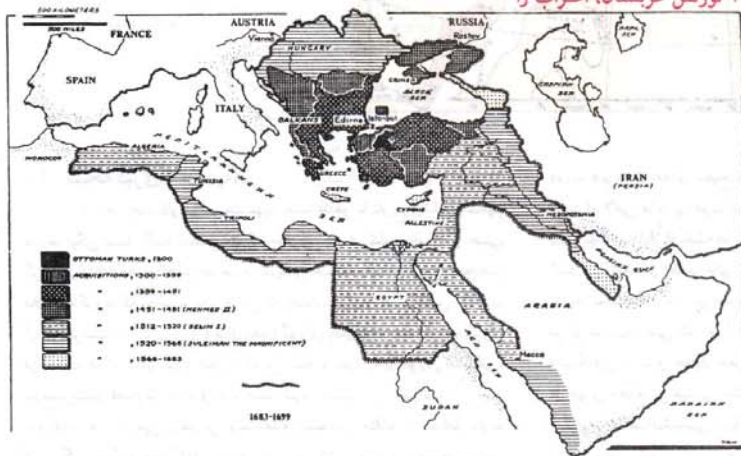 500 KILOMETERS
500 MILES
FRANCE
AUSTRIA
Vienna
HUNGARY
RUSSIA
Rostov
ARAL SEA
SPAIN
ITALY
CRIMEA
BLACK SEA
CASPIAN SEA
BALKANS
Edirne
Istanbul
MOROCCO
ALGERIA
TUNISIA
MEDITERRANEAN SEA
GREECE
CRETE
CYPRUS
PALESTINE
MESOPOTAMIA
IRAN
(PERSIA)
TRIPOLI
EGYPT
ARABIA
PERSIAN GULF
RED SEA
Mecca
SUDAN
ARABIAN SEA
OTTOMAN TURKS, 1300
ACQUISITIONS, 1300-1359
" , 1359-1451
" , 1451-1481 (MEHMED II)
" , 1512-1520 (SELIM I)
" , 1520-1566 (SULEIMAN THE MAGNIFICENT)
" , 1566-1683
1683-1699